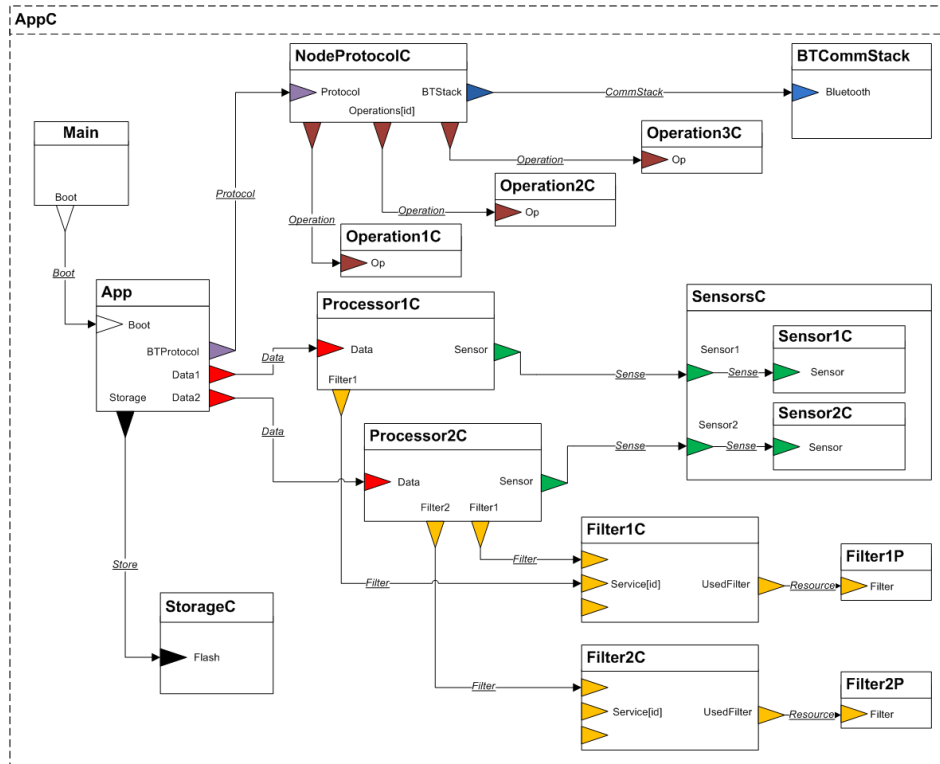 AppC
NodeProtocolC
BTCommStack
Protocol
BTStack
CommStack
Bluetooth
Operations[id]
Main
Operation3C
Operation
Op
Boot
Protocol
Operation2C
Operation
Op
Operation
Operation1C
Op
Boot
App
Processor1C
SensorsC
Boot
Sensor1C
BTProtocol
Data
Data
Sensor
Sensor1
Data1
Sense
Sense
Sensor
Filter1
Storage
Data2
Sensor2C
Data
Processor2C
Sensor2
Sense
Sense
Sensor
Data
Sensor
Filter2
Filter1
Filter1C
Filter
Filter1P
Store
Filter
Service[id]
UsedFilter
Resource
Filter
StorageC
Flash
Filter2C
Filter
Filter2P
Service[id]
UsedFilter
Resource
Filter